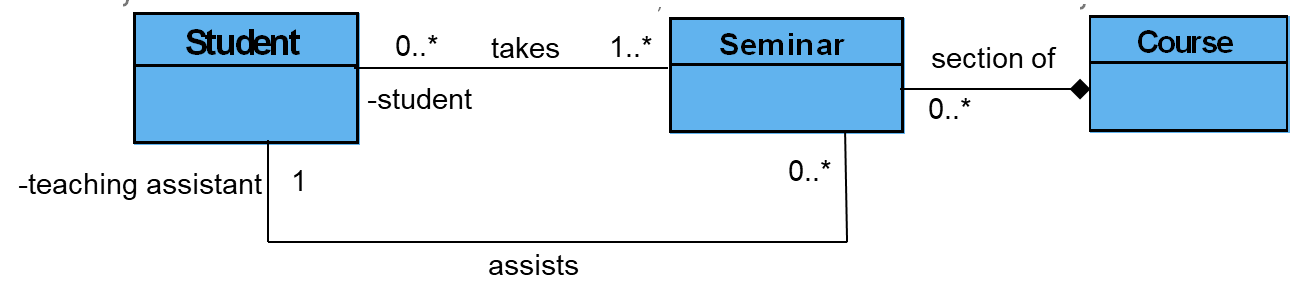 Student
0..*
takes
1..*
Seminar
section of
Course
-student
0..*
-teaching assistant
1
0..*
assists